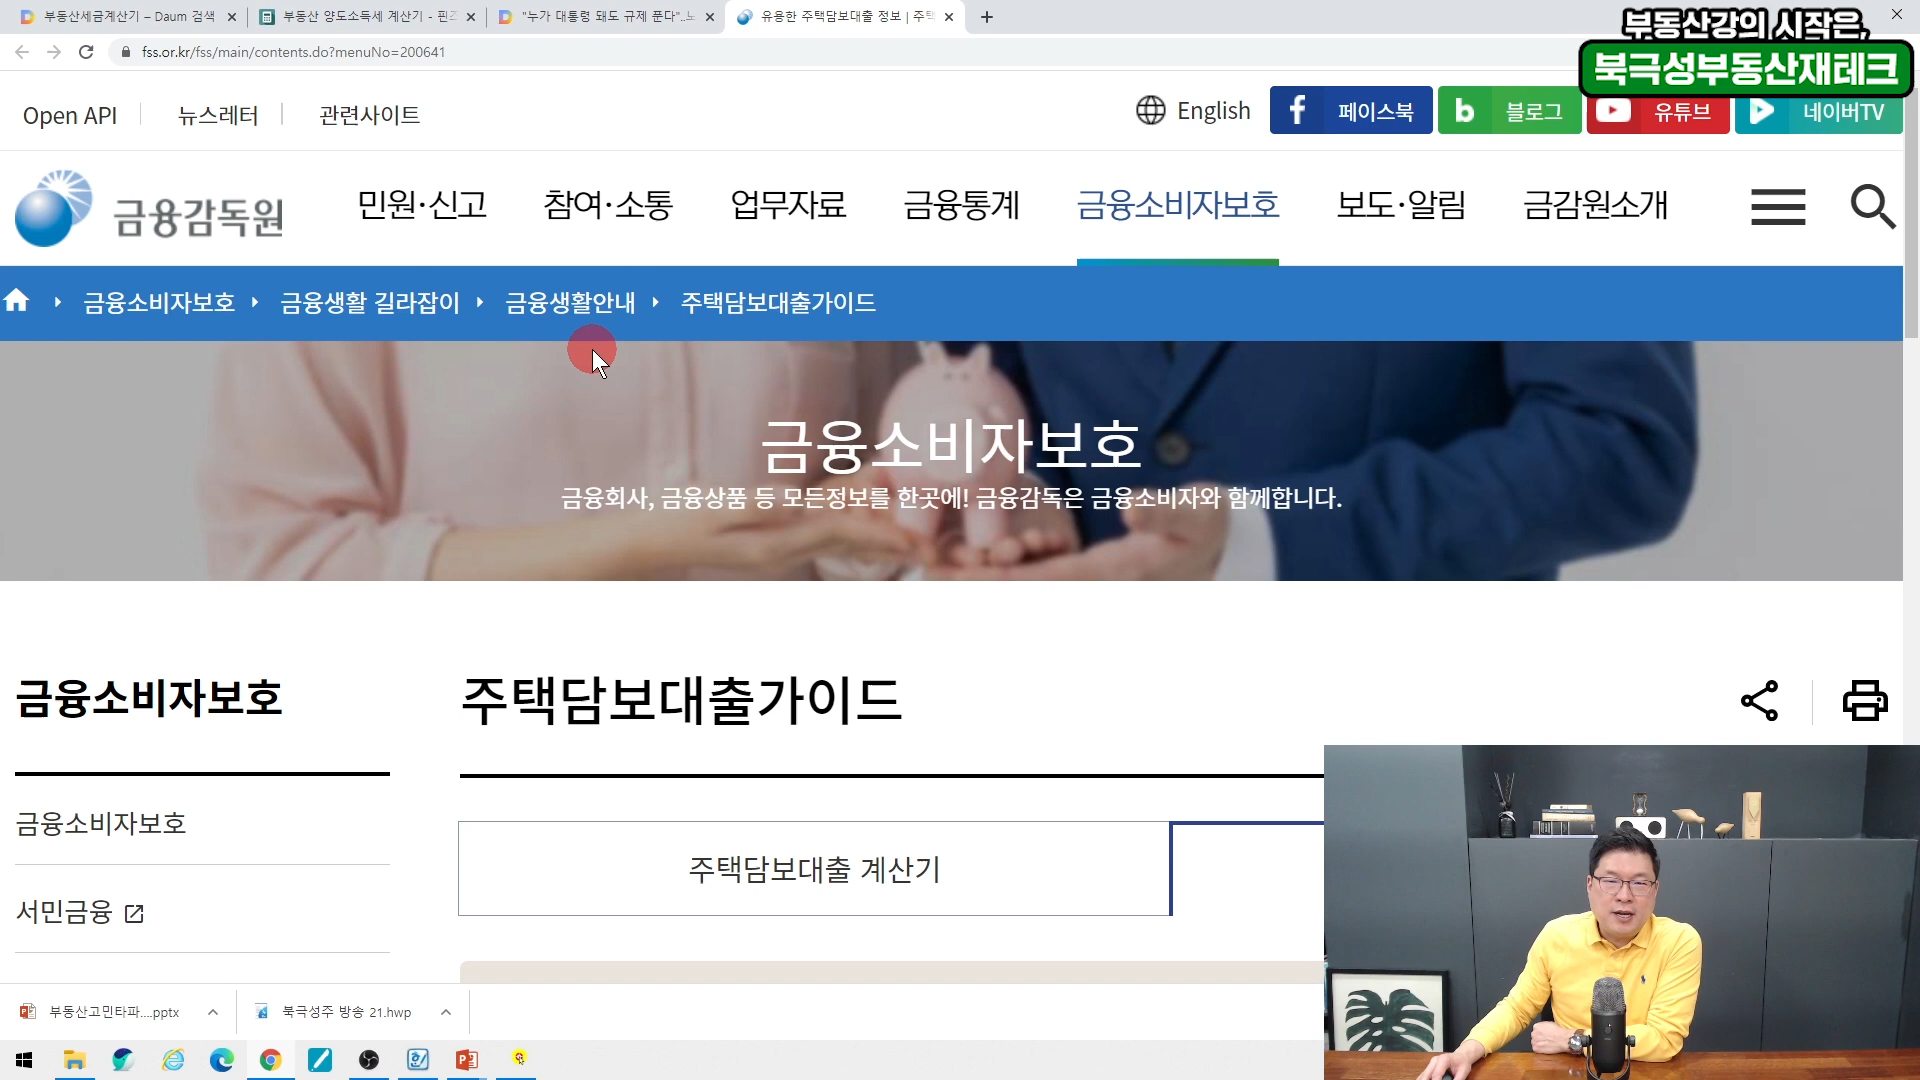 부동산세금계산기 – Daum 검색
부동산 양도소득세 계산기 - 핀
"누가 대통령 돼도 규제 푼다"..노
유용한 주택담보대출 정보 | 주택
부동산강의 시작은,
북극성부동산재테크
fss.or.kr/fss/main/contents.do?menuNo=200641
Open API
뉴스레터
관련사이트
English
페이스북
블로그
유튜브
네이버TV
금융감독원
민원·신고
참여·소통
업무자료
금융통계
금융소비자보호
보도·알림
금감원소개
금융소비자보호
금융생활 길라잡이
금융생활안내
주택담보대출가이드
금융소비자보호
금융회사, 금융상품 등 모든정보를 한곳에! 금융감독은 금융소비자와 함께합니다.
금융소비자보호
주택담보대출가이드
금융소비자보호
주택담보대출 계산기
서민금융
부동산고민타파....pptx
북극성주 방송 21.hwp